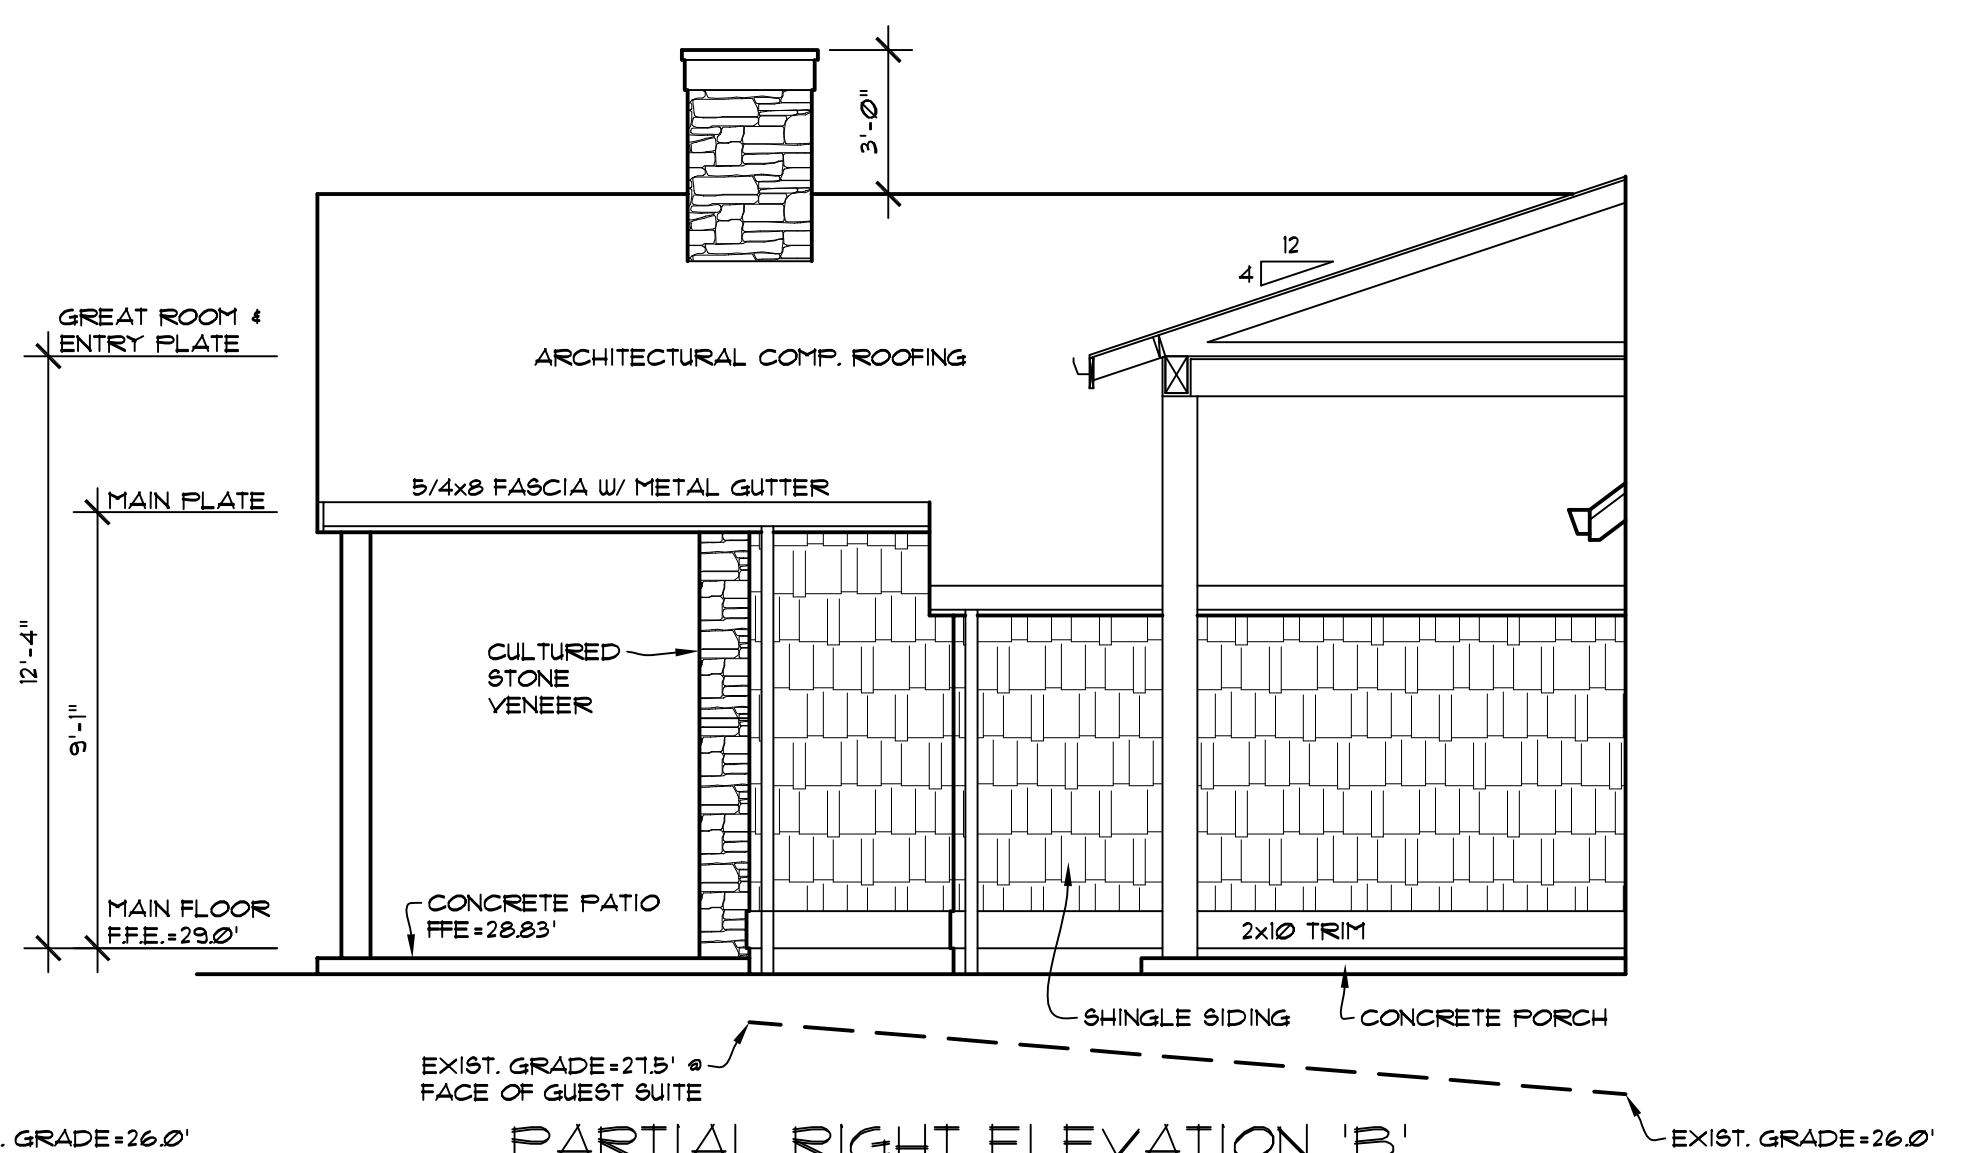 3'-0"
12
4
GREAT ROOM &
ENTRY PLATE
ARCHITECTURAL COMP. ROOFING
5/4x8 FASCIA W/ METAL GUTTER
MAIN PLATE
12'-4"
9'-1"
CULTURED
STONE
VENEER
MAIN FLOOR
F.F.E.=29.0'
CONCRETE PATIO
FFE=28.83'
2x10 TRIM
SHINGLE SIDING
CONCRETE PORCH
EXIST. GRADE=27.5' @
FACE OF GUEST SUITE
. GRADE=26.0'
PARTIAL RIGHT ELEVATION 'B'
EXIST. GRADE=26.0'